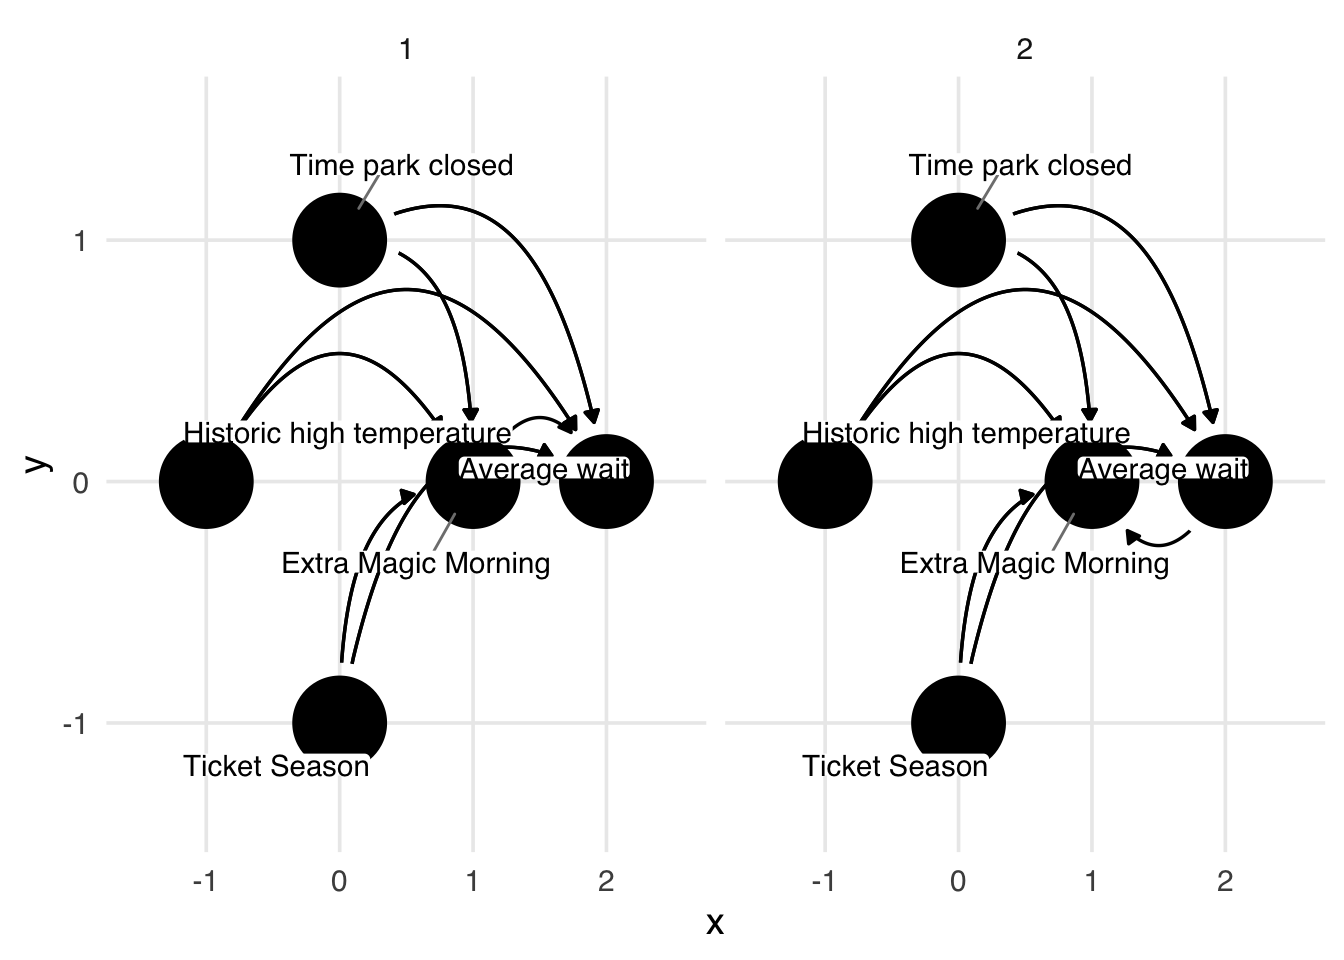 1 2
Time park closed Time park closed
1
Historic high temperature Historic high temperature
Average wait Average wait
y
0
Extra Magic Morning Extra Magic Morning
-1
Ticket Season Ticket Season
-1 0 1 2 -1 0 1 2
x